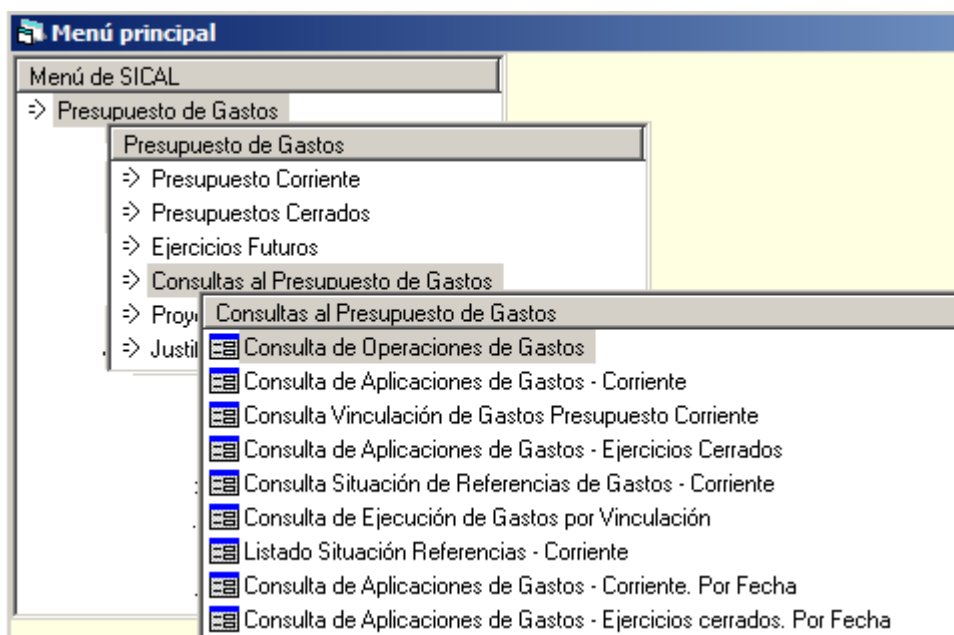 Menú principal
Menú de SICAL
Presupuesto de Gastos
Presupuesto de Gastos
Presupuesto Corriente
Presupuestos Cerrados
Ejercicios Futuros
Consultas al Presupuesto de Gastos
Consultas al Presupuesto de Gastos
Consulta de Operaciones de Gastos
Consulta de Aplicaciones de Gastos - Corriente
Consulta Vinculación de Gastos Presupuesto Corriente
Consulta de Aplicaciones de Gastos - Ejercicios Cerrados
Consulta Situación de Referencias de Gastos - Corriente
Consulta de Ejecución de Gastos por Vinculación
Listado Situación Referencias - Corriente
Consulta de Aplicaciones de Gastos - Corriente. Por Fecha
Consulta de Aplicaciones de Gastos - Ejercicios cerrados. Por Fecha